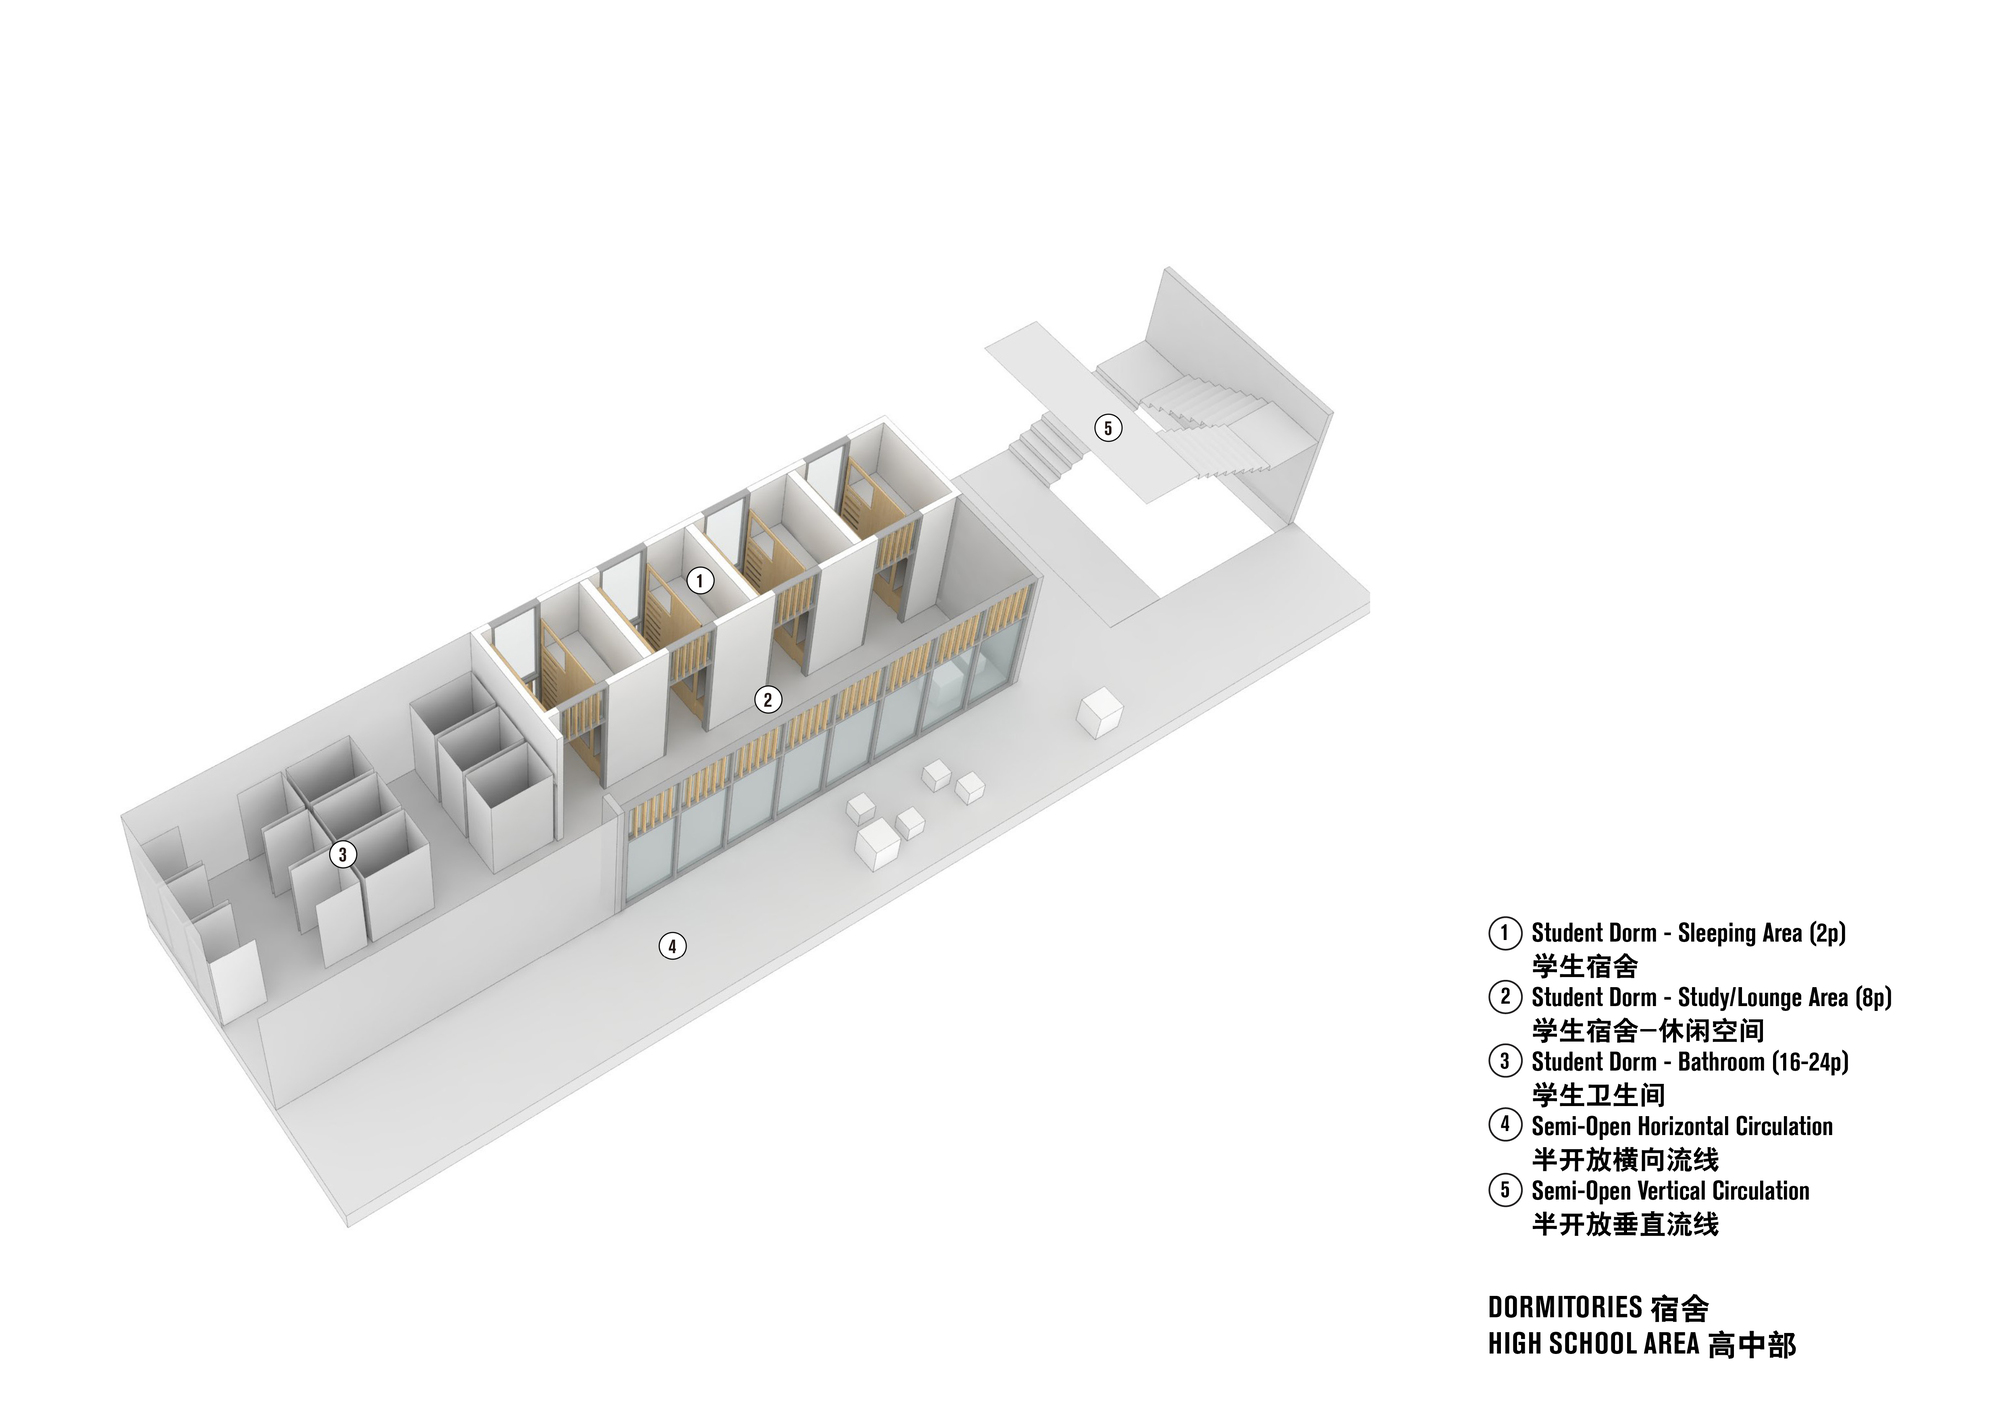 5
1
2
3
4
1 Student Dorm - Sleeping Area (2p)
学生宿舍
2 Student Dorm - Study/Lounge Area (8p)
学生宿舍-休闲空间
3 Student Dorm - Bathroom (16-24p)
学生卫生间
4 Semi-Open Horizontal Circulation
半开放横向流线
5 Semi-Open Vertical Circulation
半开放垂直流线
DORMITORIES 宿舍
HIGH SCHOOL AREA 高中部